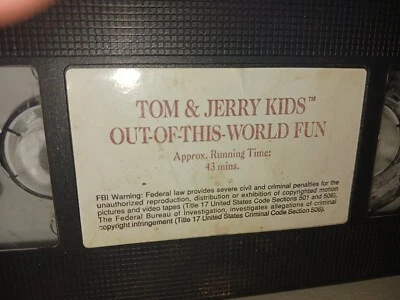 TOM & JERRY KIDS™
OUT-OF-THIS-WORLD FUN
Approx. Running Time:
43 mins.
FBI Warning: Federal law provides severe civil and criminal penalties for the
unauthorized reproduction, distribution or exhibition of copyrighted motion
pictures and video tapes (Title 17 United States Code Sections 501 and 506).
The Federal Bureau of Investigation, investigates allegations of criminal
copyright infringement (Title 17 United States Criminal Code Section 506).